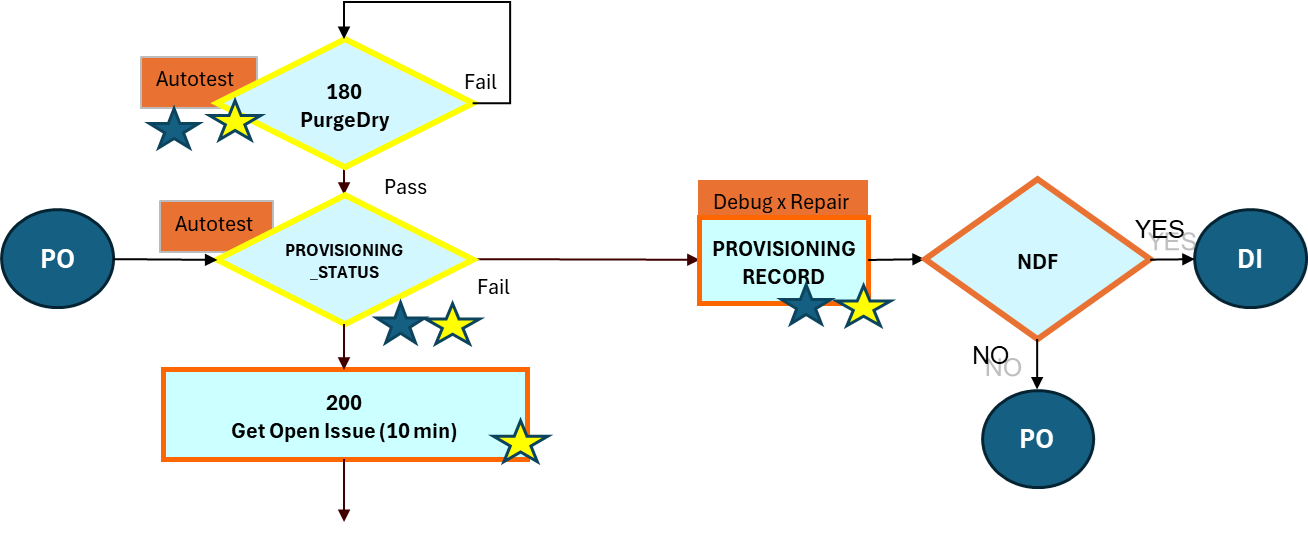 Autotest
180
PurgeDry
Fail
Pass
Autotest
PO
PROVISIONING
_STATUS
Fail
Debug x Repair
PROVISIONING
RECORD
NDF
YES
YES
DI
NO
NO
PO
200
Get Open Issue (10 min)